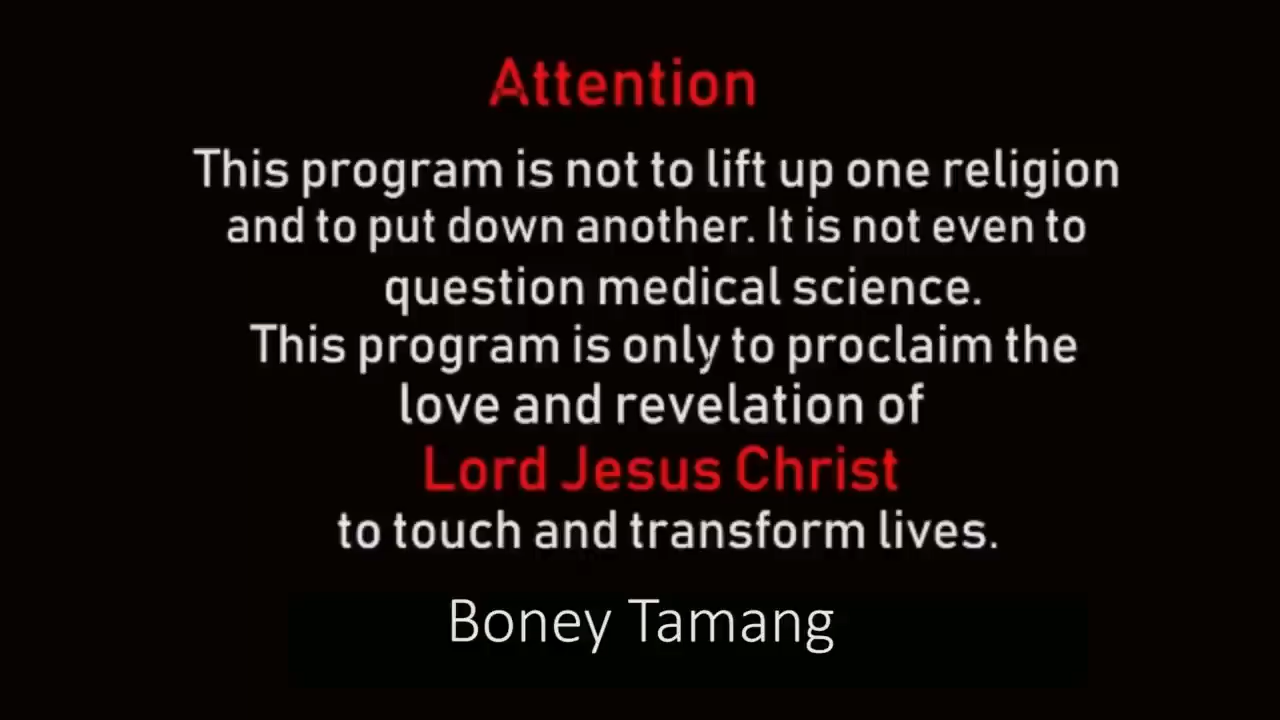 Attention
This program is not to lift up one religion
and to put down another. It is not even to
question medical science.
This program is only to proclaim the
love and revelation of
Lord Jesus Christ
to touch and transform lives.
Boney Tamang